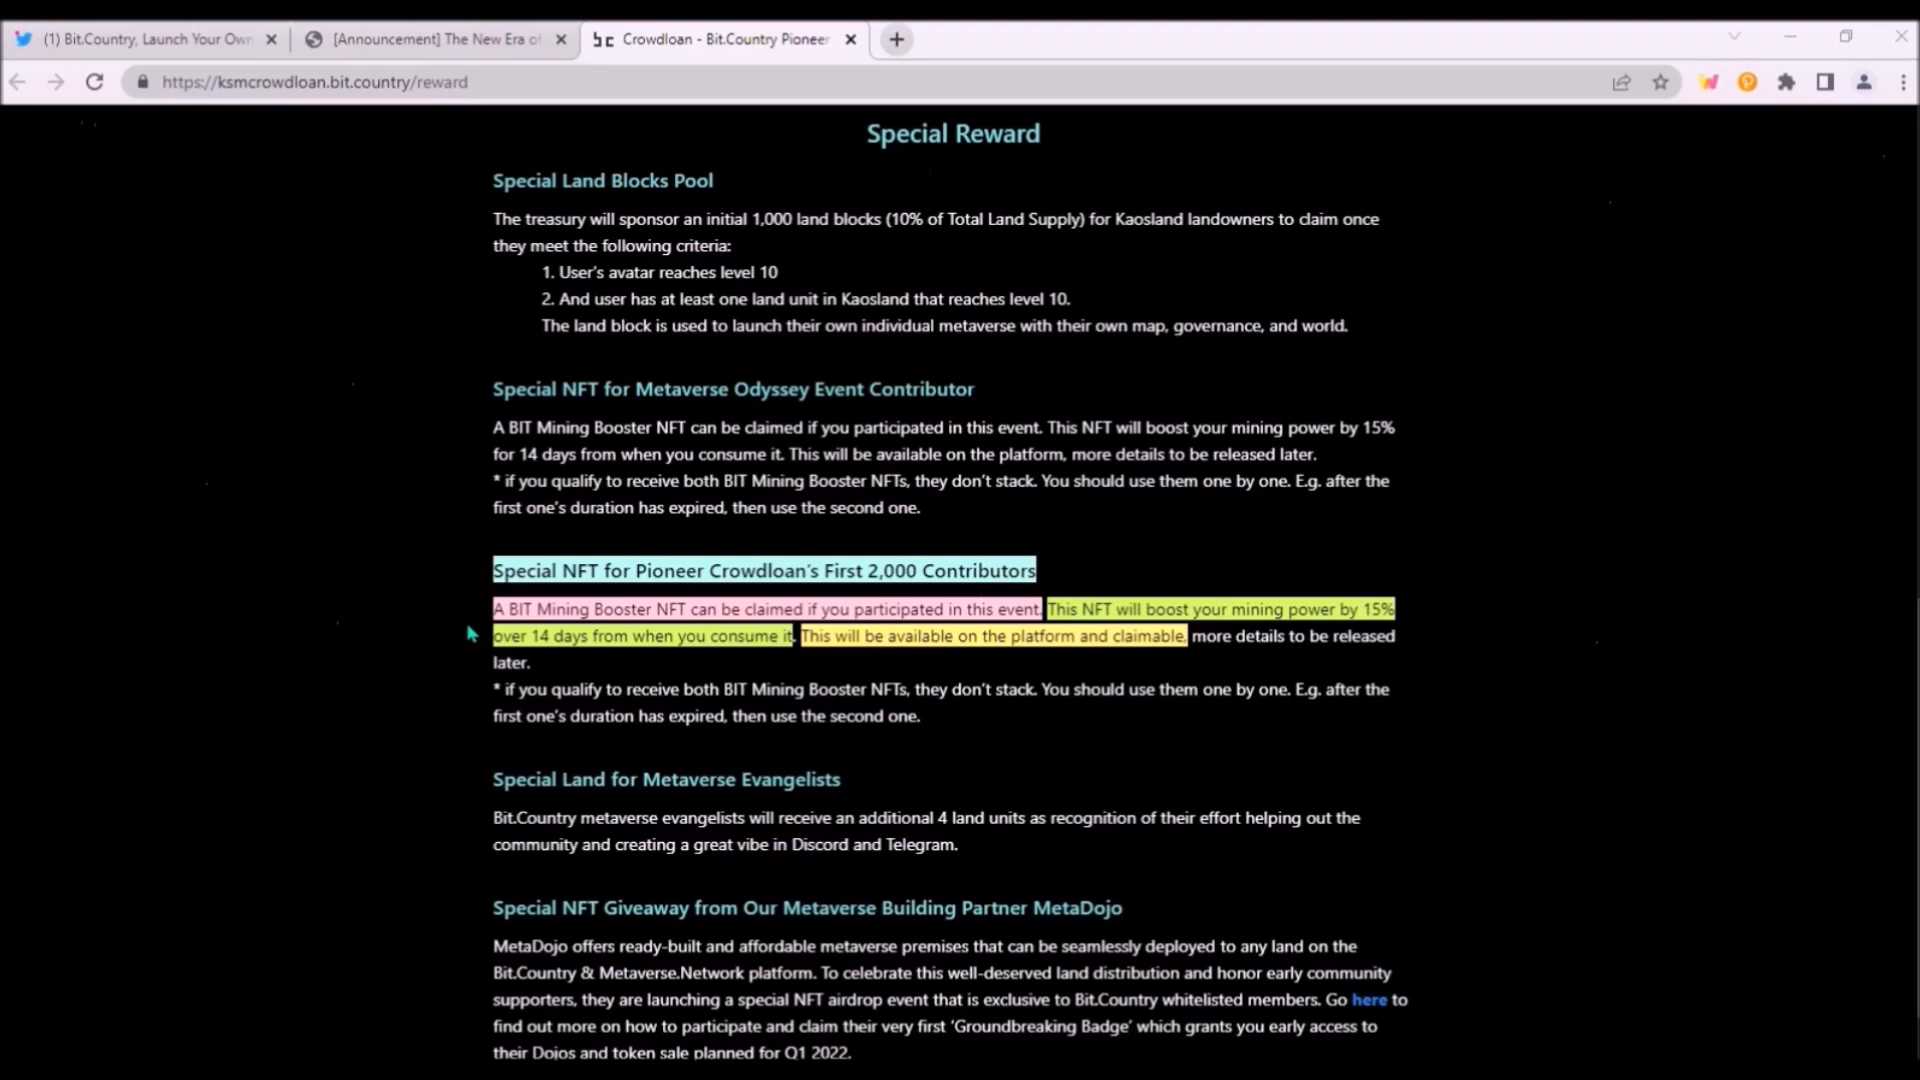 (1) Bit.Country, Launch Your Own
[Announcement] The New Era of
Crowdloan - Bit.Country Pioneer
https://ksmcrowdloan.bit.country/reward
Special Reward
Special Land Blocks Pool
The treasury will sponsor an initial 1,000 land blocks (10% of Total Land Supply) for Kaosland landowners to claim once
they meet the following criteria:
1. User's avatar reaches level 10
2. And user has at least one land unit in Kaosland that reaches level 10.
The land block is used to launch their own individual metaverse with their own map, governance, and world.
Special NFT for Metaverse Odyssey Event Contributor
A BIT Mining Booster NFT can be claimed if you participated in this event. This NFT will boost your mining power by 15%
for 14 days from when you consume it. This will be available on the platform, more details to be released later.
* if you qualify to receive both BIT Mining Booster NFTs, they don't stack. You should use them one by one. E.g. after the
first one's duration has expired, then use the second one.
Special NFT for Pioneer Crowdloan's First 2,000 Contributors
A BIT Mining Booster NFT can be claimed if you participated in this event. This NFT will boost your mining power by 15%
over 14 days from when you consume it. This will be available on the platform and claimable, more details to be released
later.
* if you qualify to receive both BIT Mining Booster NFTs, they don't stack. You should use them one by one. E.g. after the
first one's duration has expired, then use the second one.
Special Land for Metaverse Evangelists
Bit.Country metaverse evangelists will receive an additional 4 land units as recognition of their effort helping out the
community and creating a great vibe in Discord and Telegram.
Special NFT Giveaway from Our Metaverse Building Partner MetaDojo
MetaDojo offers ready-built and affordable metaverse premises that can be seamlessly deployed to any land on the
Bit.Country & Metaverse.Network platform. To celebrate this well-deserved land distribution and honor early community
supporters, they are launching a special NFT airdrop event that is exclusive to Bit.Country whitelisted members. Go here to
find out more on how to participate and claim their very first 'Groundbreaking Badge' which grants you early access to
their Dojos and token sale planned for Q1 2022.